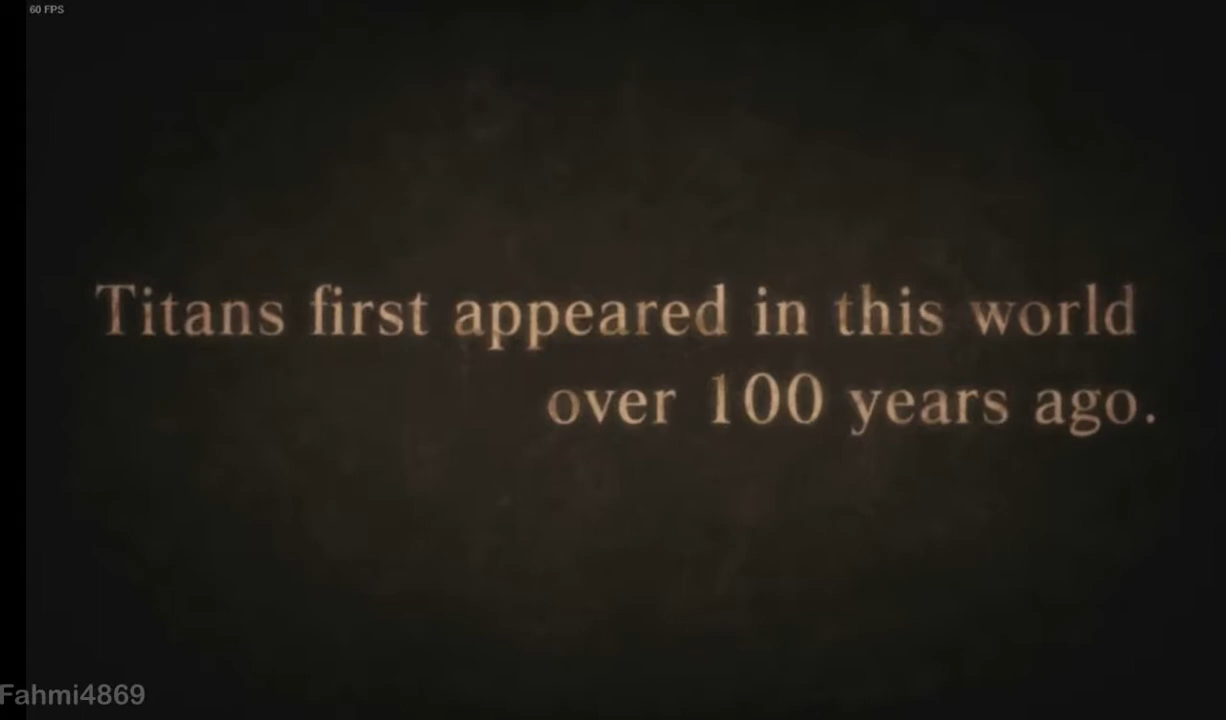 60 FPS
Titans first appeared in this world
over 100 years ago.
Fahmi4869